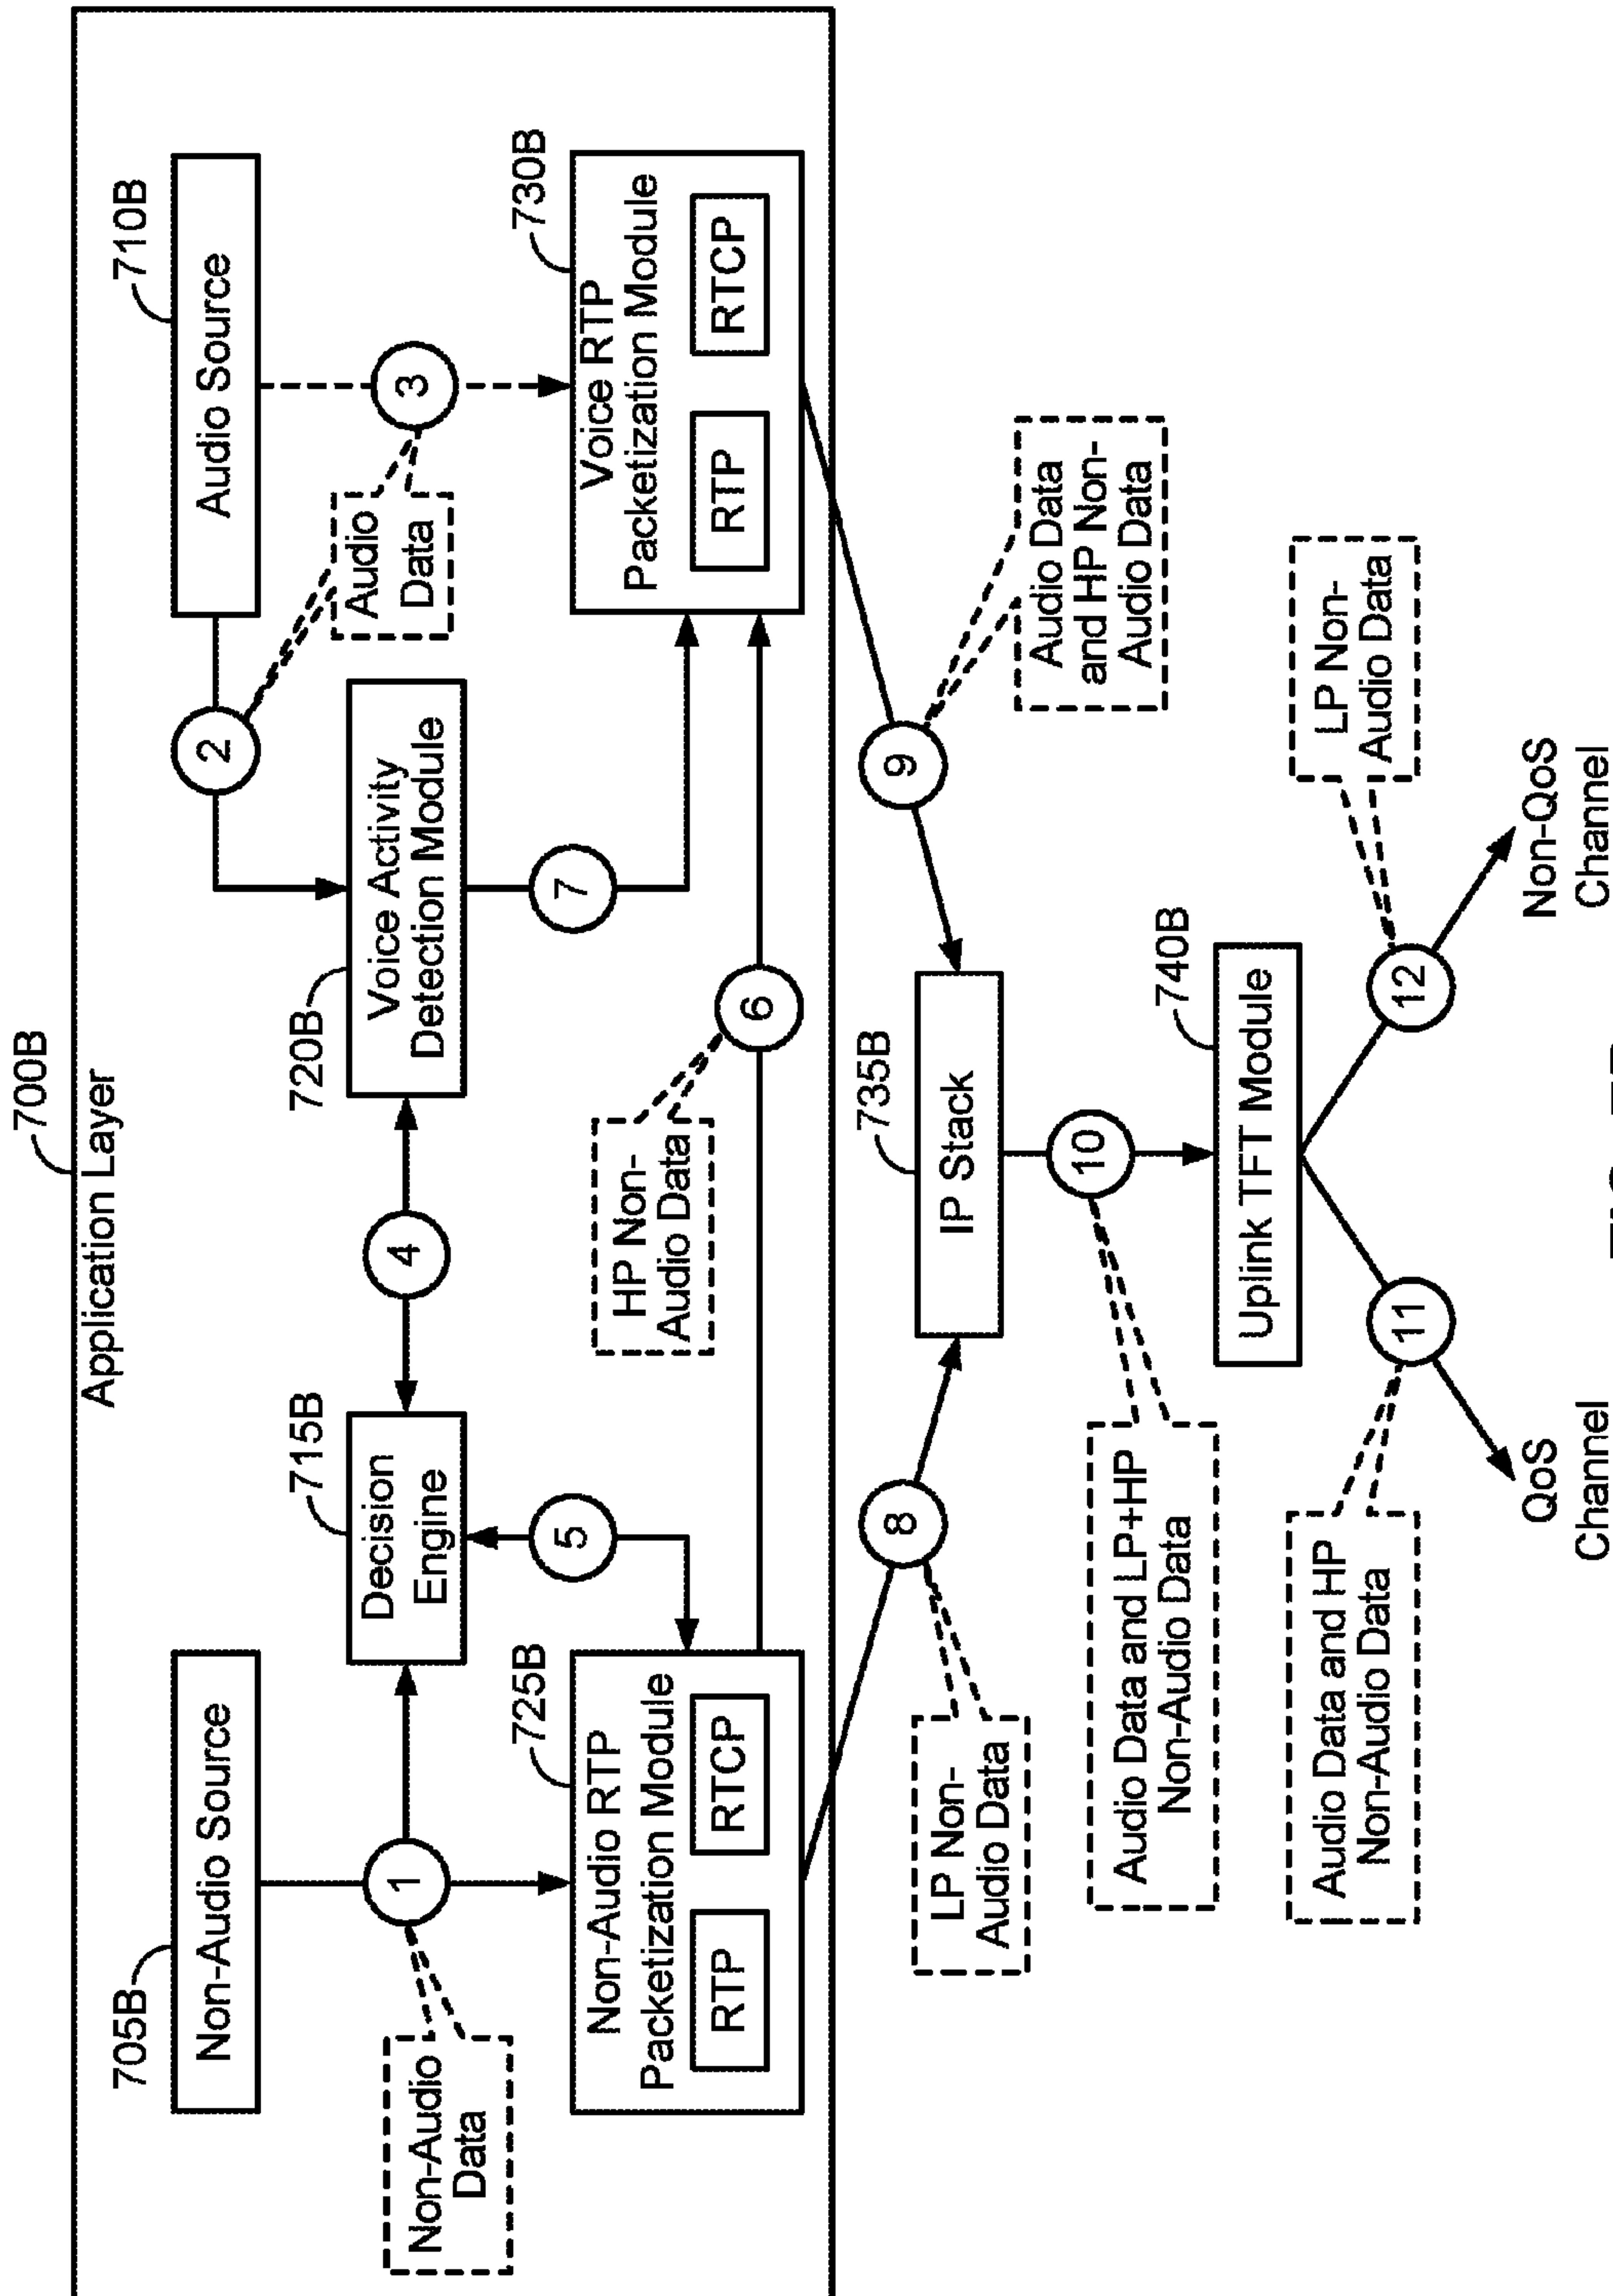 700B
Application Layer
705B
Non-Audio Source
710B
Audio Source
1
Non-Audio
Data
2
3
Audio
Data
715B
Decision
Engine
4
720B
Voice Activity
Detection Module
5
7
HP Non-
Audio Data
6
725B
Non-Audio RTP
Packetization Module
RTP
RTCP
730B
Voice RTP
Packetization Module
RTP
RTCP
8
LP Non-
Audio Data
9
Audio Data
and HP Non-
Audio Data
735B
IP Stack
10
Audio Data and LP+HP
Non-Audio Data
740B
Uplink TFT Module
11
Audio Data and HP
Non-Audio Data
12
LP Non-
Audio Data
QoS
Channel
Non-QoS
Channel